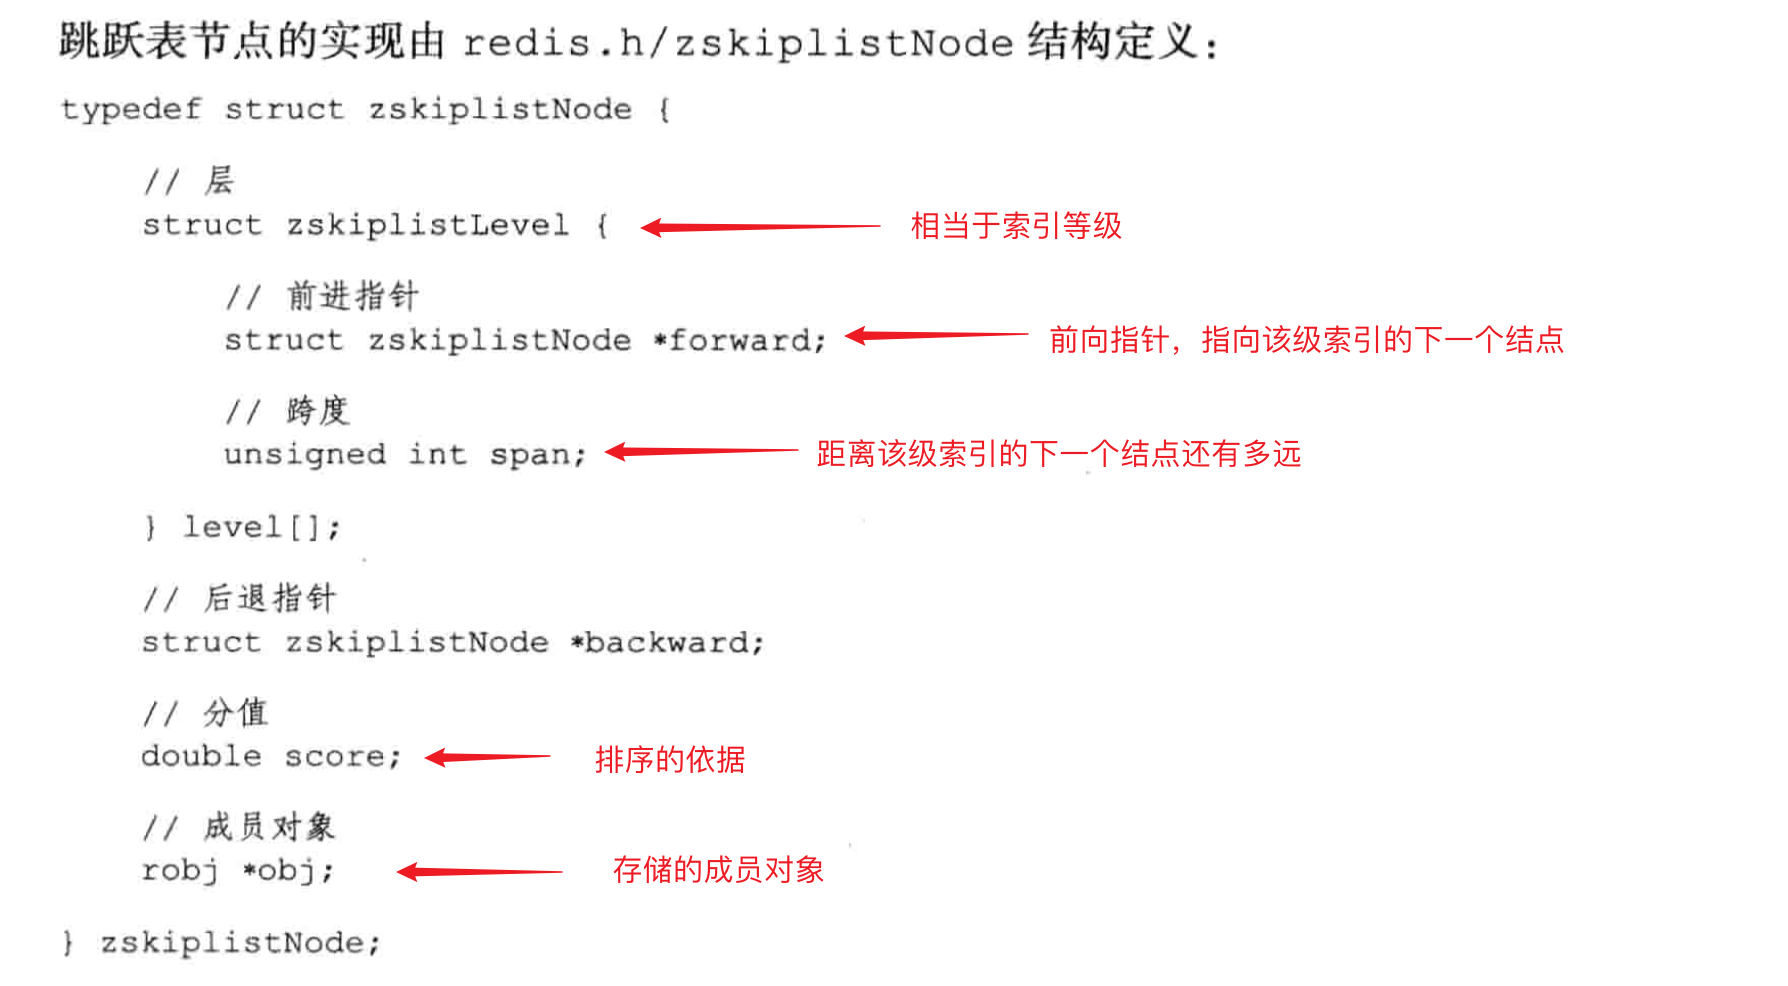 跳跃表节点的实现由 redis.h/zskiplistNode 结构定义：
typedef struct zskiplistNode {
// 层
struct zskiplistLevel {
相当于索引等级
// 前进指针
struct zskiplistNode *forward;
前向指针，指向该级索引的下一个结点
// 跨度
unsigned int span;
距离该级索引的下一个结点还有多远
} level[];
// 后退指针
struct zskiplistNode *backward;
// 分值
double score;
排序的依据
// 成员对象
robj *obj;
存储的成员对象
} zskiplistNode;